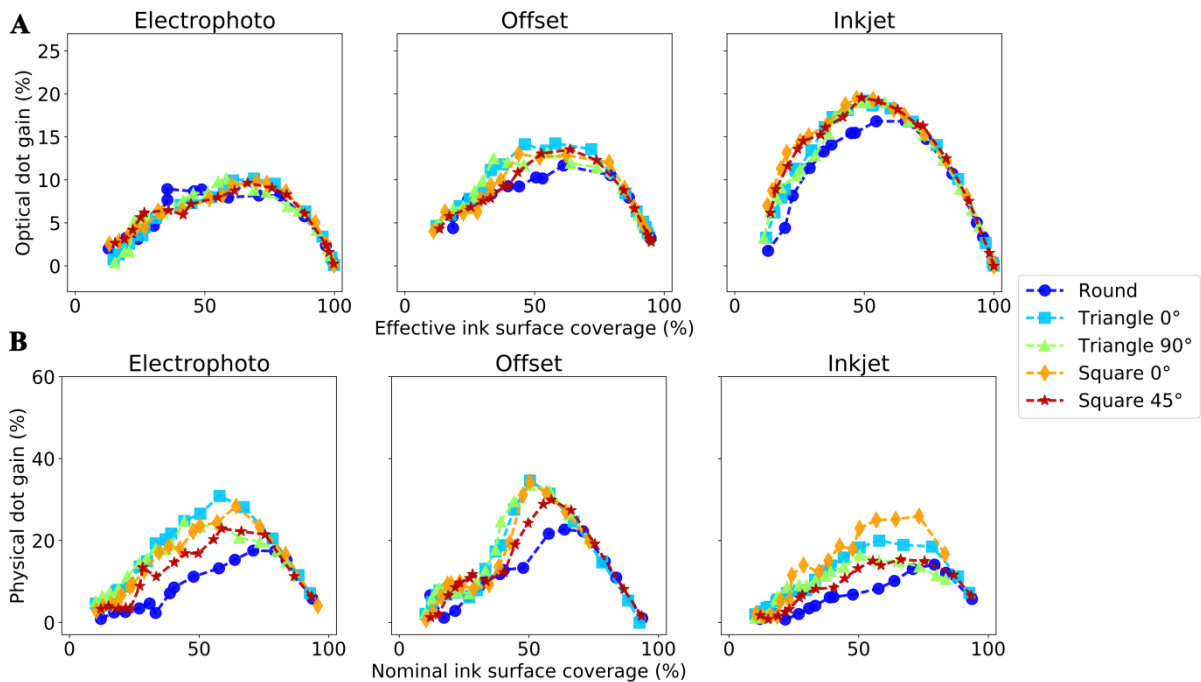 A
Electrophoto
Offset
Inkjet
Optical dot gain (%)
25
20
15
10
5
0
0 50 100
0 50 100
0 50 100
Effective ink surface coverage (%)
Round
Triangle 0°
Triangle 90°
Square 0°
Square 45°
B
Electrophoto
Offset
Inkjet
Physical dot gain (%)
60
40
20
0
0 50 100
0 50 100
0 50 100
Nominal ink surface coverage (%)